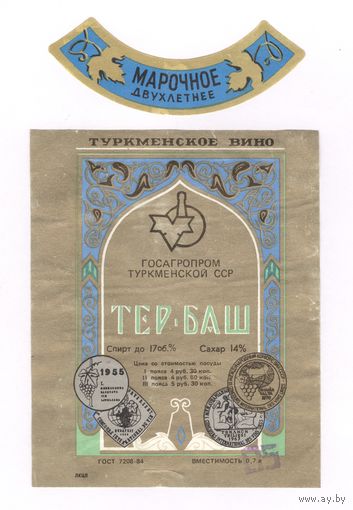 МАРОЧНОЕ
ДВУХЛЕТНЕЕ
ТУРКМЕНСКОЕ ВИНО
ГОСАГРОПРОМ
ТУРКМЕНСКОЙ ССР
ТЕР-БАШ
Спирт до 17об.% Сахар 14%
Цена со стоимостью посуды
I пояса 4 руб. 30 коп.
II пояса 4 руб. 60 коп.
III пояса 5 руб. 30 коп.
1955
ГОСТ 7208-84 ВМЕСТИМОСТЬ 0,7 л
www.ay.by